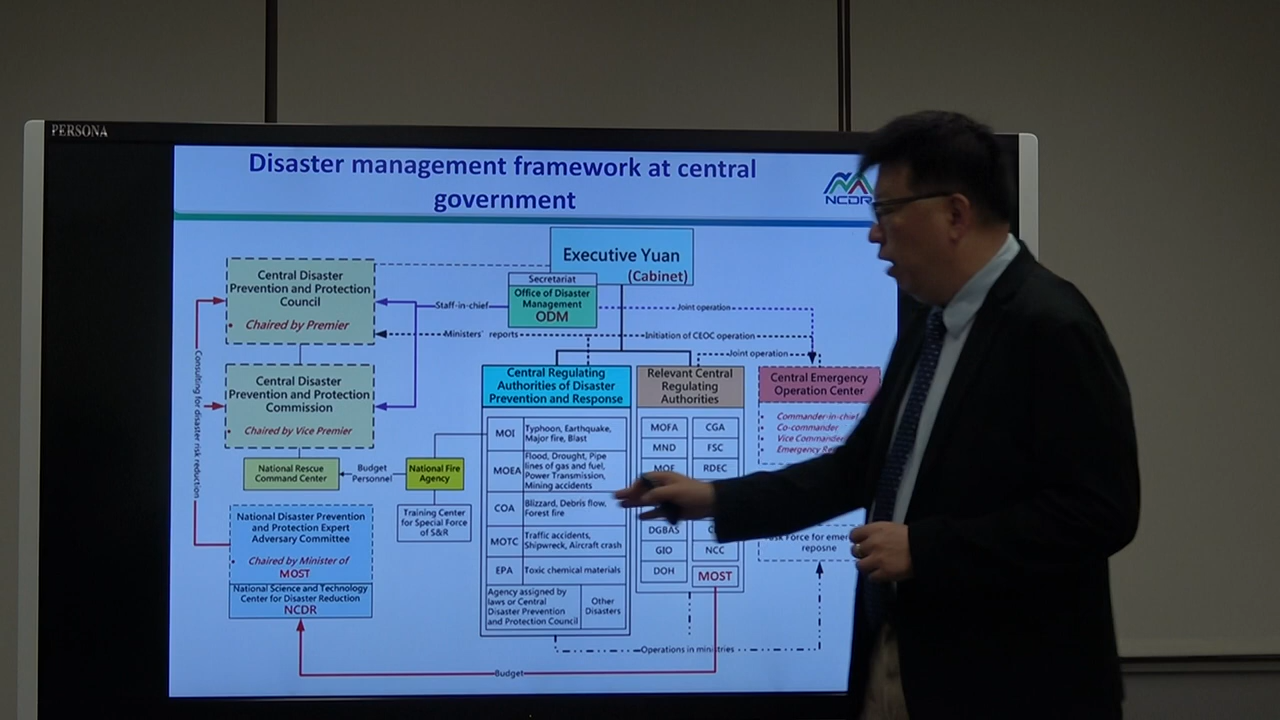 PERSONA
Disaster management framework at central
government
NCDR
Executive Yuan
(Cabinet)
Secretariat
Office of Disaster
Management
ODM
Central Disaster
Prevention and Protection
Council
• Chaired by Premier
Staff-in-chief
Joint operation
Ministers' reports
Initiation of CEOC operation
Joint operation
Consulting for disaster risk reduction
Central Disaster
Prevention and Protection
Commission
• Chaired by Vice Premier
Central Regulating
Authorities of Disaster
Prevention and Response
Relevant Central
Regulating
Authorities
Central Emergency
Operation Center
• Commander-in-chief
• Co-commander
• Vice Commander
• Emergency
MOI
Typhoon, Earthquake,
Major fire, Blast
MOEA
Flood, Drought, Pipe
lines of gas and fuel,
Power Transmission,
Mining accidents
COA
Blizzard, Debris flow,
Forest fire
MOTC
Traffic accidents,
Shipwreck, Aircraft crash
EPA
Toxic chemical materials
Agency assigned by
laws or Central
Disaster Prevention
and Protection Council
Other
Disasters
MOFA
CGA
MND
FSC
MOF
RDEC
DGBAS
GIO
NCC
DOH
MOST
Force for
reposne
National Rescue
Command Center
Budget
Personnel
National Fire
Agency
Training Center
for Special Force
of S&R
National Disaster Prevention
and Protection Expert
Adversary Committee
• Chaired by Minister of
MOST
National Science and Technology
Center for Disaster Reduction
NCDR
Operations in ministries
Budget